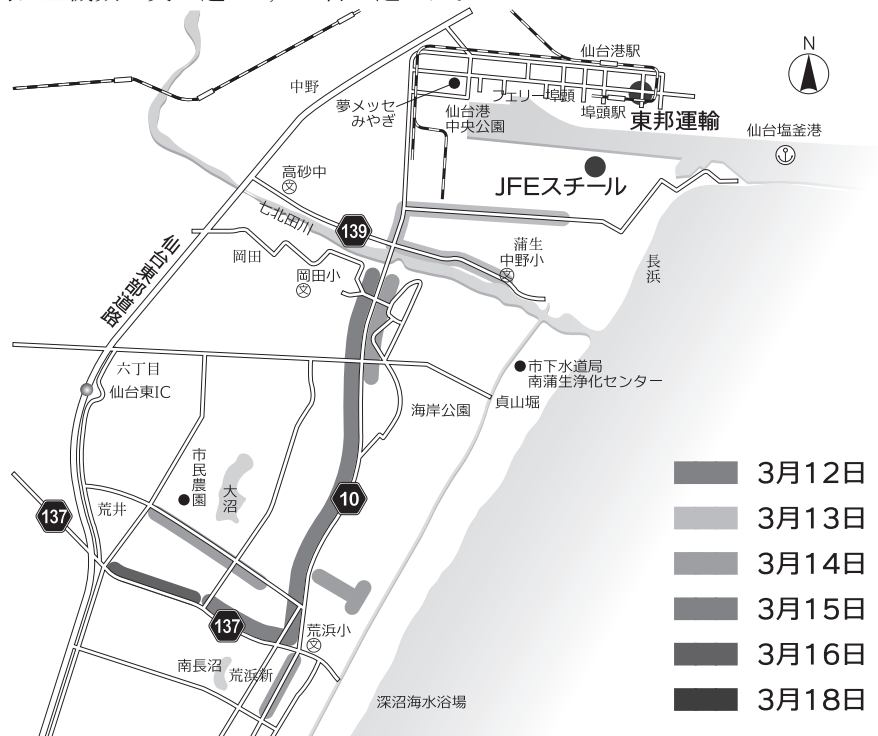 N
仙台港駅
中野
夢メッセ
みやぎ
フェリー埠頭
仙台港
中央公園
埠頭駅
東邦運輸
仙台塩釜港
高砂中
JFEスチール
七北田川
139
蒲生
中野小
岡田
岡田小
長浜
仙台東部道路
六丁目
仙台東IC
市下水道局
南蒲生浄化センター
貞山堀
海岸公園
市民農園
大沼
10
荒井
137
137
荒浜小
南長沼
荒浜新
深沼海水浴場
3月12日
3月13日
3月14日
3月15日
3月16日
3月18日